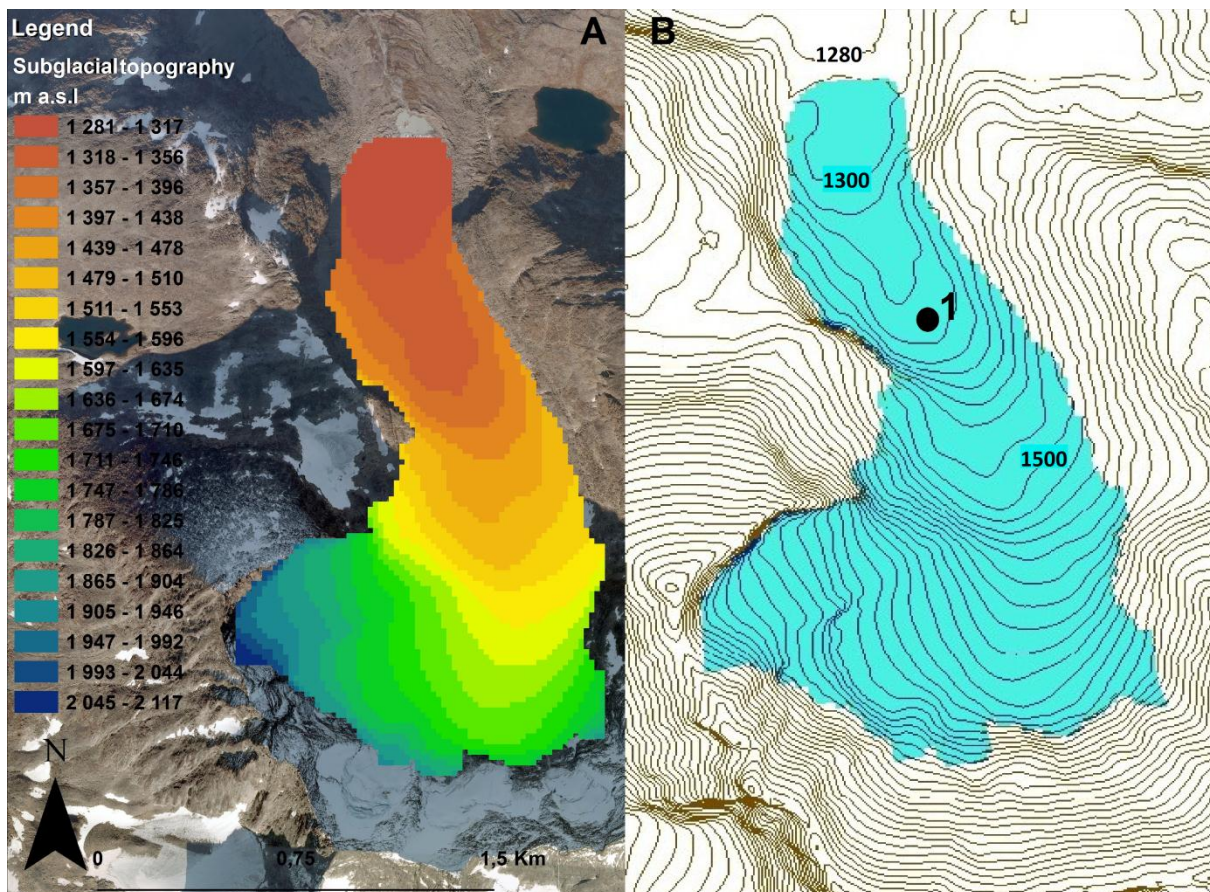 Legend
A
B
Subglacial topography
m a.s.l
1 281 - 1 317
1 318 - 1 356
1 357 - 1 396
1 397 - 1 438
1 439 - 1 478
1 479 - 1 510
1 511 - 1 553
1 554 - 1 596
1 597 - 1 635
1 636 - 1 674
1 675 - 1 710
1 711 - 1 746
1 747 - 1 786
1 787 - 1 825
1 826 - 1 864
1 865 - 1 904
1 905 - 1 946
1 947 - 1 992
1 993 - 2 044
2 045 - 2 117
N
0
0,75
1,5 Km
1280
1300
1
1500